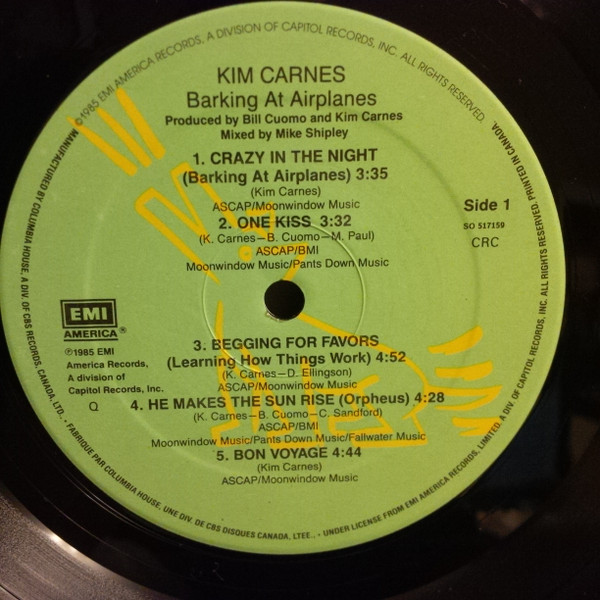 ©1985 EMI AMERICA RECORDS, A DIVISION OF CAPITOL RECORDS, INC. ALL RIGHTS RESERVED.
KIM CARNES
Barking At Airplanes
Produced by Bill Cuomo and Kim Carnes
Mixed by Mike Shipley
1. CRAZY IN THE NIGHT
(Barking At Airplanes) 3:35
(Kim Carnes)
ASCAP/Moonwindow Music
2. ONE KISS 3:32
(K. Carnes—B. Cuomo—M. Paul)
ASCAP/BMI
Moonwindow Music/Pants Down Music
Side 1
SO 517159
CRC
EMI
AMERICA®
℗1985 EMI
America Records,
A division of
Capitol Records, Inc.
Q
3. BEGGING FOR FAVORS
(Learning How Things Work) 4:52
(K. Carnes—D. Ellingson)
ASCAP/Moonwindow Music
4. HE MAKES THE SUN RISE (Orpheus) 4:28
(K. Carnes—B. Cuomo—C. Sandford)
ASCAP/BMI
Moonwindow Music/Pants Down Music/Fallwater Music
5. BON VOYAGE 4:44
(Kim Carnes)
ASCAP/Moonwindow Music
MANUFACTURED BY COLUMBIA HOUSE, A DIV. OF CBS RECORDS, CANADA, LTD. • FABRIQUE PAR COLUMBIA HOUSE, UNE DIV. DE CBS DISQUES CANADA, LTEE., • UNDER LICENSE FROM EMI AMERICA RECORDS, LIMITED. A DIV. OF CAPITOL RECORDS, INC. ALL RIGHTS RESERVED. PRINTED IN CANADA.